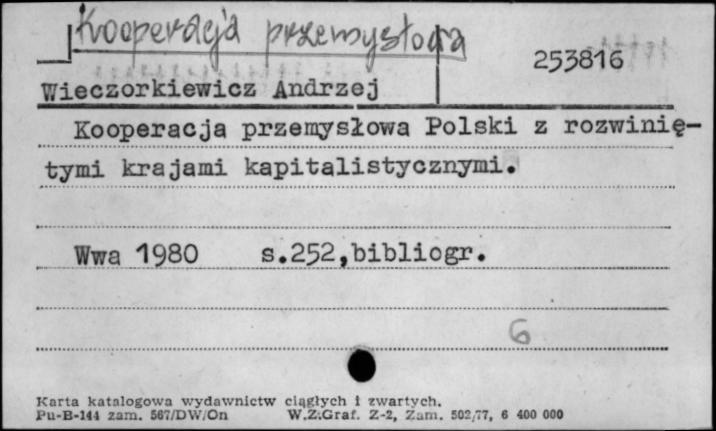 Kooperacja przemysłowa
253816
Wieczorkiewicz Andrzej
Kooperacja przemysłowa Polski z rozwinię-
tymi krajami kapitalistycznymi.
Wwa 1980 s.252,bibliogr.
6
Karta katalogowa wydawnictw ciągłych i zwartych.
Pu-B-144 zam. 567/DW/On W.Z.Graf. Z-2, Zam. 502/77, 6 400 000